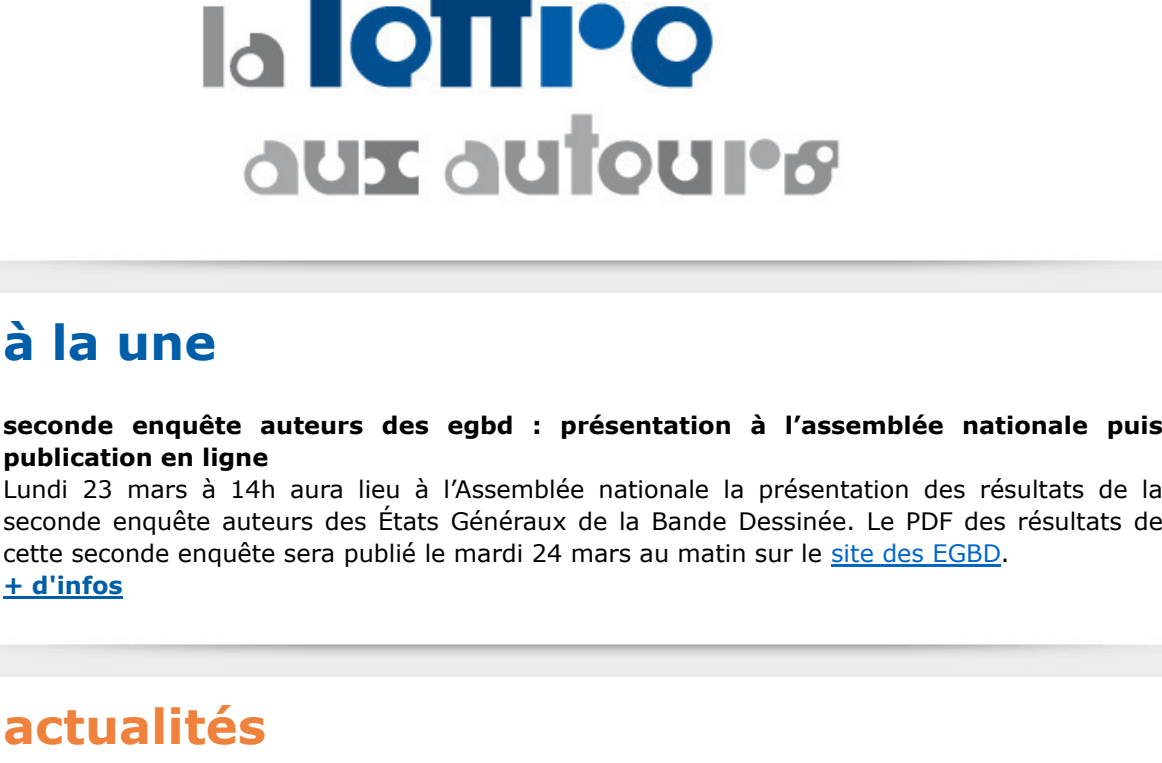 la lettre
aux auteurs
à la une
seconde enquête auteurs des egbd : présentation à l’assemblée nationale puis
publication en ligne
Lundi 23 mars à 14h aura lieu à l’Assemblée nationale la présentation des résultats de la
seconde enquête auteurs des États Généraux de la Bande Dessinée. Le PDF des résultats de
cette seconde enquête sera publié le mardi 24 mars au matin sur le site des EGBD.
+ d'infos
actualités